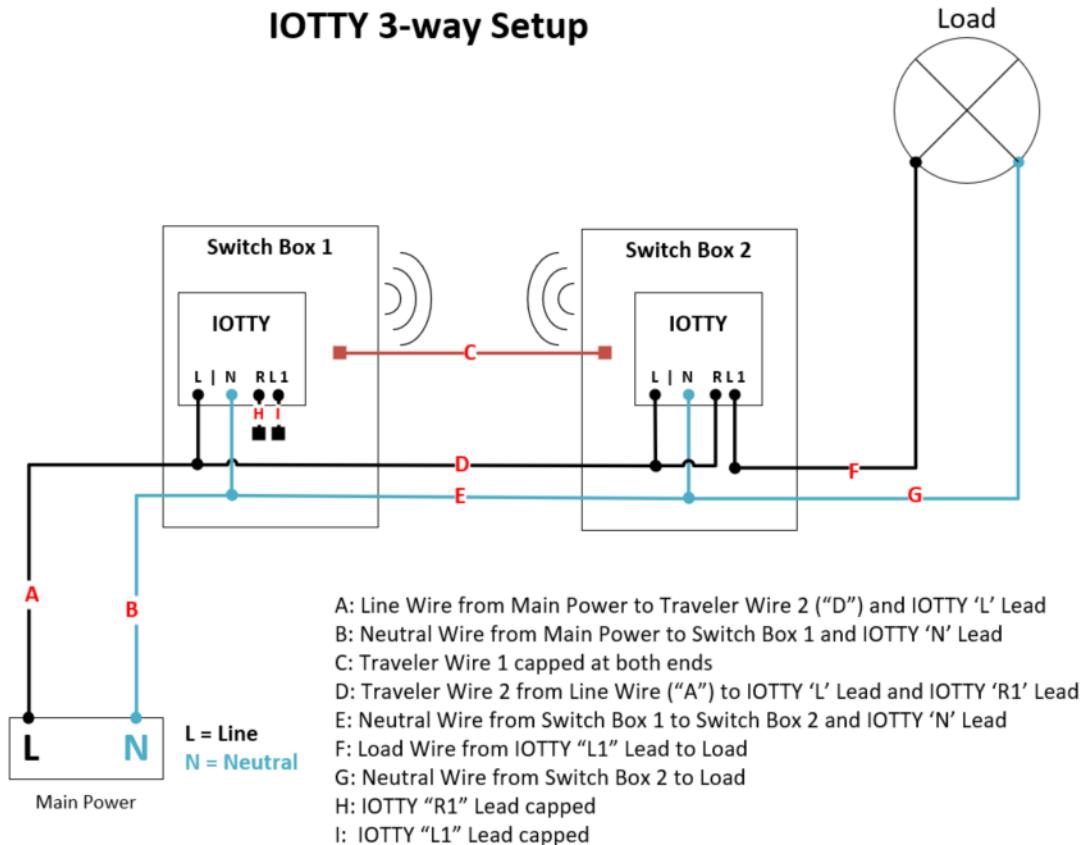 IOTTY 3-way Setup
Load
Switch Box 1
Switch Box 2
IOTTY
IOTTY
C
L | N R L 1
L | N R L 1
H I
D
F
E
G
A
B
A: Line Wire from Main Power to Traveler Wire 2 (“D”) and IOTTY ‘L’ Lead
B: Neutral Wire from Main Power to Switch Box 1 and IOTTY ‘N’ Lead
C: Traveler Wire 1 capped at both ends
D: Traveler Wire 2 from Line Wire (“A”) to IOTTY ‘L’ Lead and IOTTY ‘R1’ Lead
E: Neutral Wire from Switch Box 1 to Switch Box 2 and IOTTY ‘N’ Lead
F: Load Wire from IOTTY “L1” Lead to Load
G: Neutral Wire from Switch Box 2 to Load
H: IOTTY “R1” Lead capped
I: IOTTY “L1” Lead capped
L N
L = Line
N = Neutral
Main Power